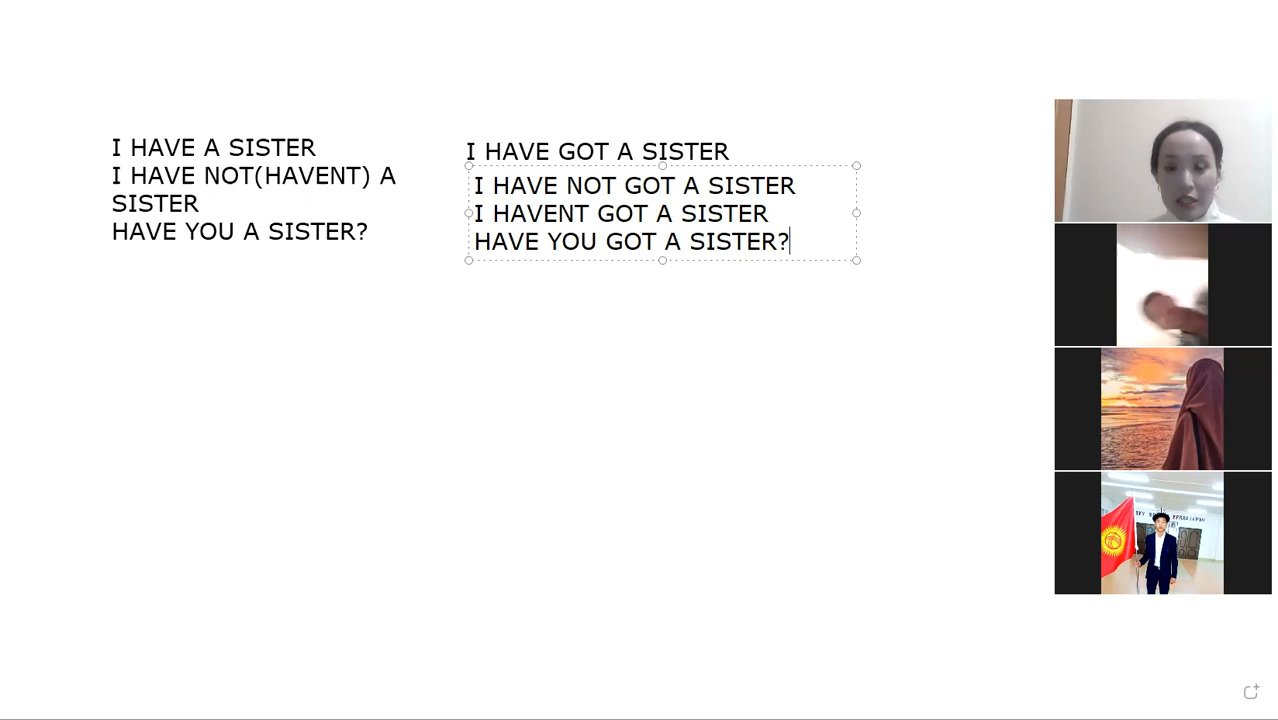 I HAVE A SISTER
I HAVE NOT(HAVENT) A
SISTER
HAVE YOU A SISTER?
I HAVE GOT A SISTER
I HAVE NOT GOT A SISTER
I HAVENT GOT A SISTER
HAVE YOU GOT A SISTER?